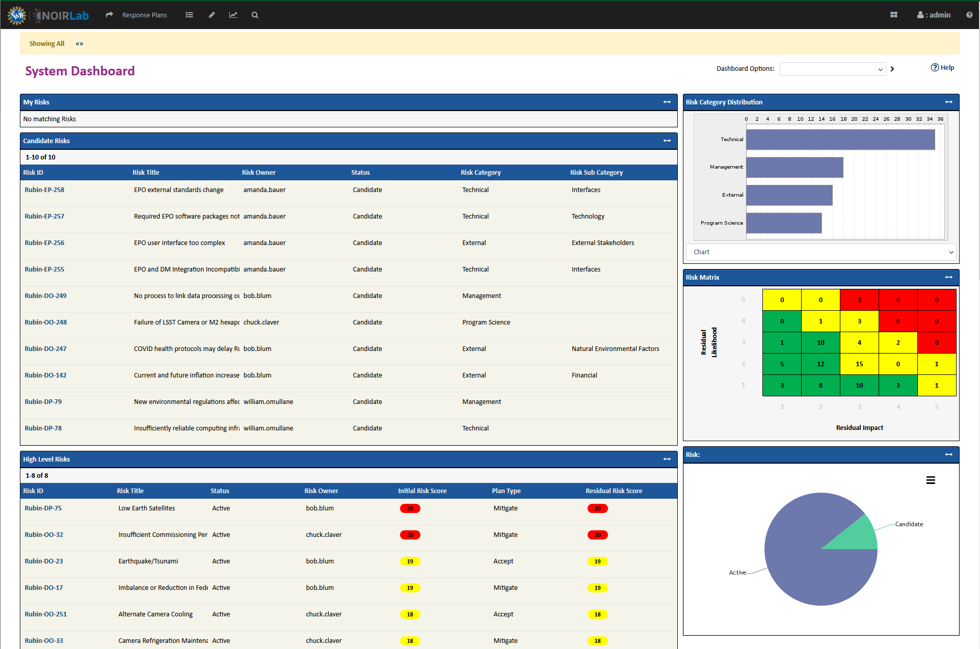 NOIRLab Response Plans : admin
Showing All
System Dashboard
Dashboard Options:
Help
My Risks
No matching Risks
Candidate Risks
1-10 of 10
Risk ID Risk Title Risk Owner Status Risk Category Risk Sub Category
Rubin-EP-258 EPO external standards change amanda.bauer Candidate Technical Interfaces
Rubin-EP-257 Required EPO software packages not amanda.bauer Candidate Technical Technology
Rubin-EP-256 EPO user interface too complex amanda.bauer Candidate External External Stakeholders
Rubin-EP-255 EPO and DM Integration Incompatibi amanda.bauer Candidate Technical Interfaces
Rubin-DO-249 No process to link data processing ou bob.blum Candidate Management
Rubin-OO-248 Failure of LSST Camera or M2 hexapo chuck.claver Candidate Program Science
Rubin-DO-247 COVID health protocols may delay Ru bob.blum Candidate External Natural Environmental Factors
Rubin-DO-142 Current and future inflation increase bob.blum Candidate External Financial
Rubin-DP-79 New environmental regulations affec william.omullane Candidate Management
Rubin-DP-78 Insufficiently reliable computing infra william.omullane Candidate Technical
High Level Risks
1-8 of 8
Risk ID Risk Title Status Risk Owner Initial Risk Score Plan Type Residual Risk Score
Rubin-DP-75 Low Earth Satellites Active bob.blum 20 Mitigate 20
Rubin-OO-32 Insufficient Commissioning Per Active chuck.claver 20 Mitigate 20
Rubin-DO-23 Earthquake/Tsunami Active bob.blum 19 Accept 19
Rubin-DO-17 Imbalance or Reduction in Fede Active bob.blum 19 Mitigate 19
Rubin-OO-251 Alternate Camera Cooling Active chuck.claver 18 Accept 18
Rubin-OO-33 Camera Refrigeration Maintena Active chuck.claver 18 Mitigate 18
Risk Category Distribution
0 2 4 6 8 10 12 14 16 18 20 22 24 26 28 30 32 34 36
Technical
Management
External
Program Science
Chart
Risk Matrix
Residual Likelihood
5 0 0 2 0 0
4 0 1 3 0 0
3 1 10 4 2 0
2 5 12 15 0 1
1 3 8 10 3 1
1 2 3 4 5
Residual Impact
Risk:
Candidate
Active